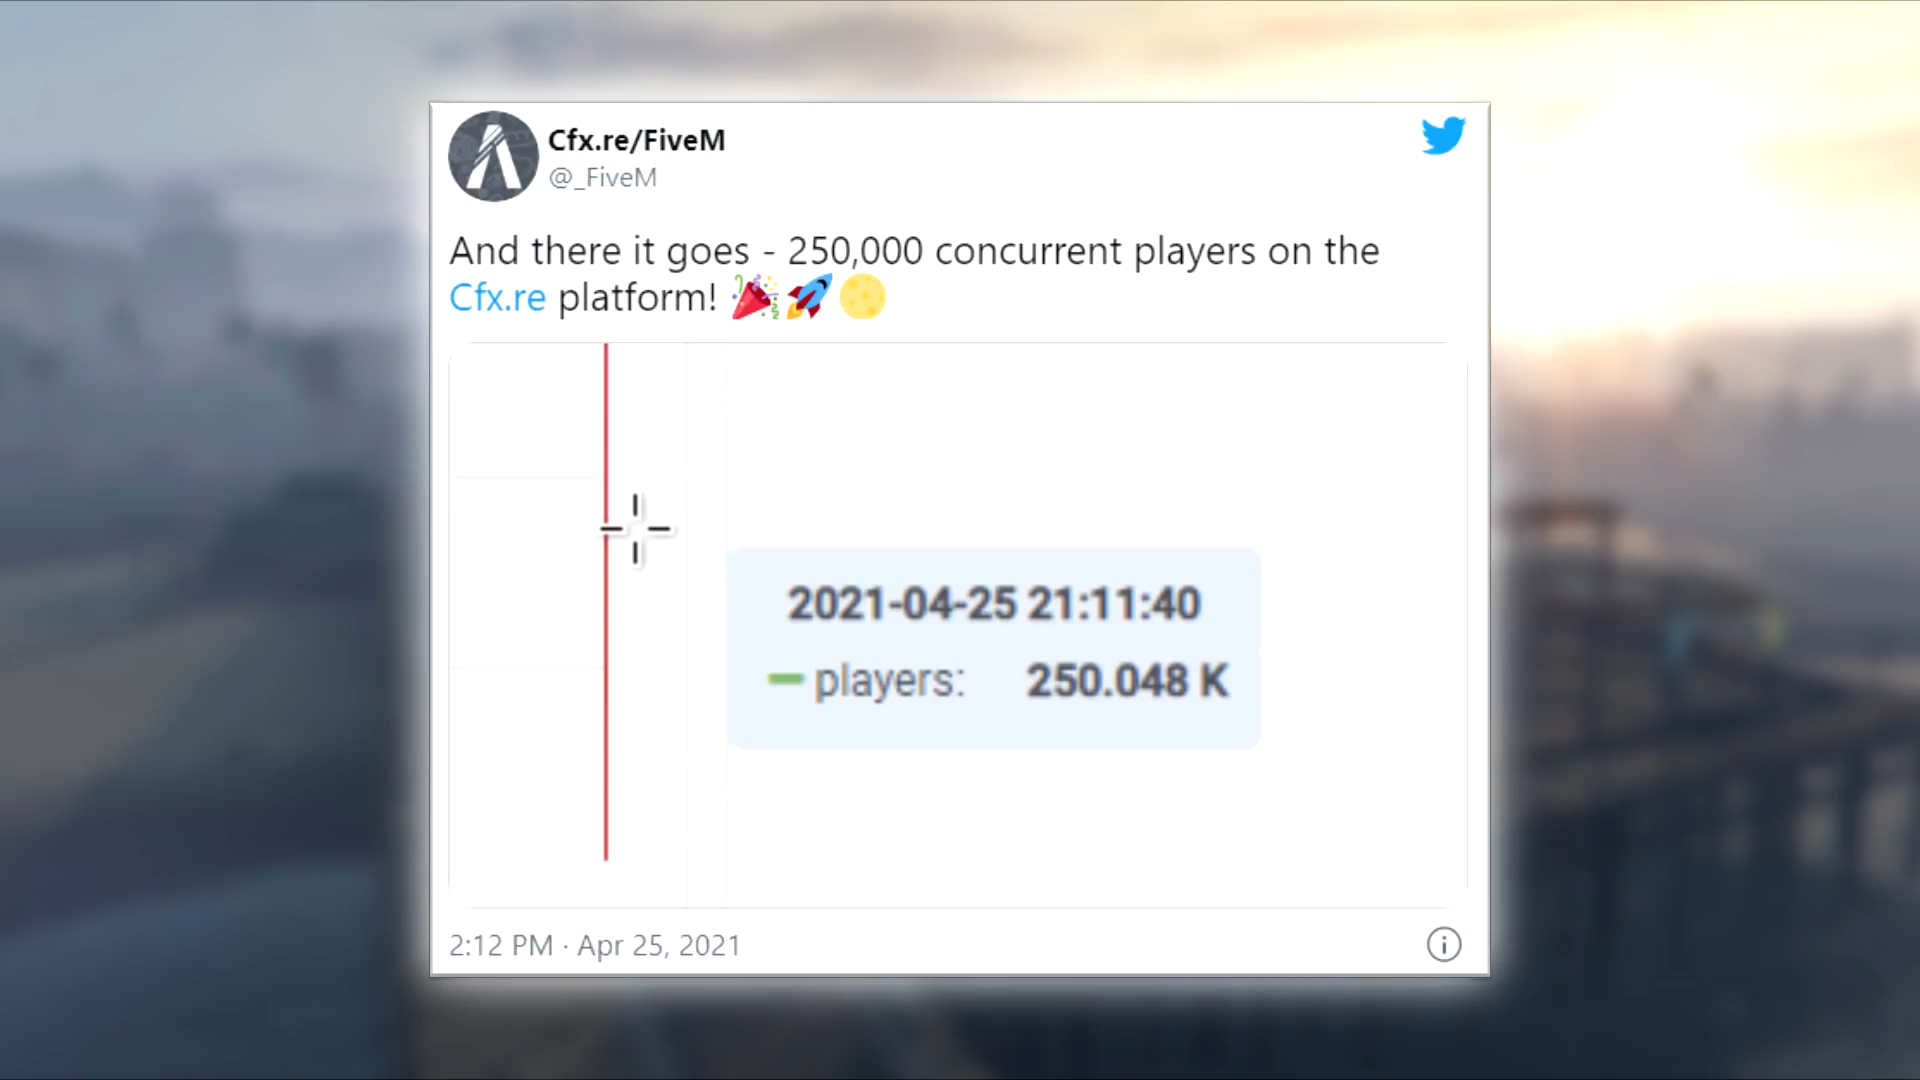 Cfx.re/FiveM
@_FiveM
And there it goes - 250,000 concurrent players on the
Cfx.re platform! 🎉🚀🌕
2021-04-25 21:11:40
players: 250.048 K
2:12 PM · Apr 25, 2021